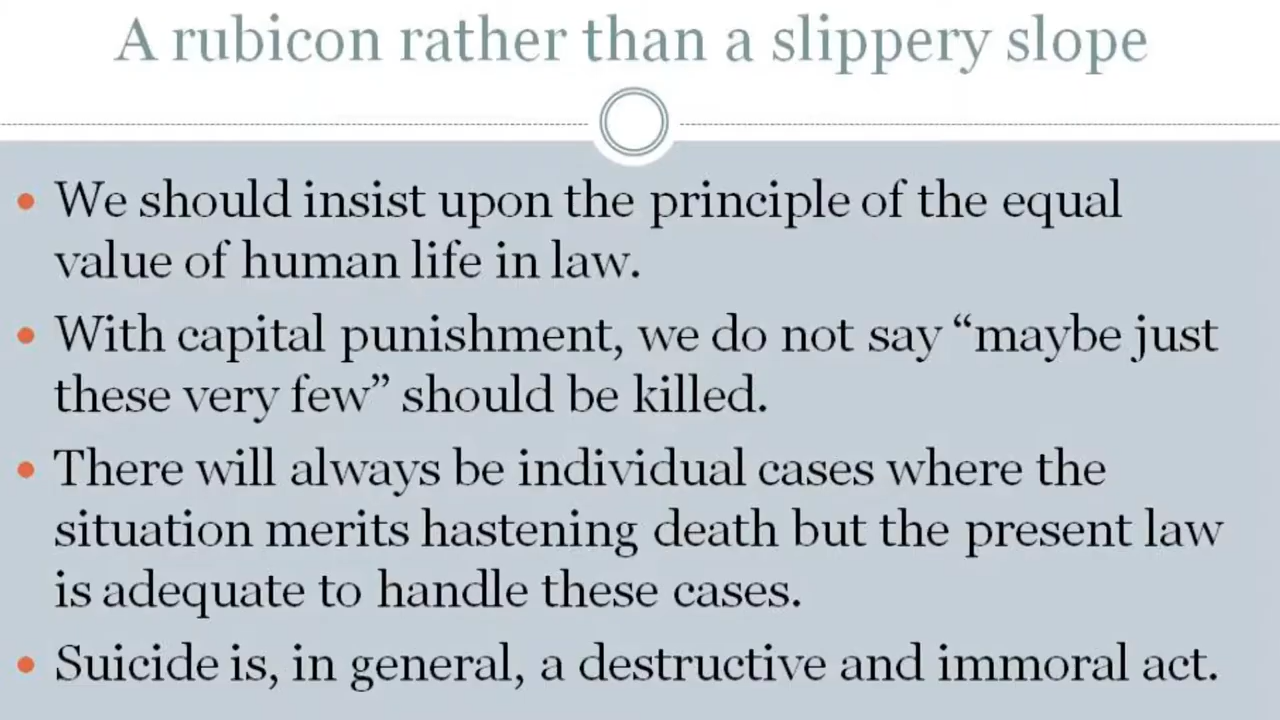 A rubicon rather than a slippery slope
• We should insist upon the principle of the equal
value of human life in law.
• With capital punishment, we do not say “maybe just
these very few” should be killed.
• There will always be individual cases where the
situation merits hastening death but the present law
is adequate to handle these cases.
• Suicide is, in general, a destructive and immoral act.